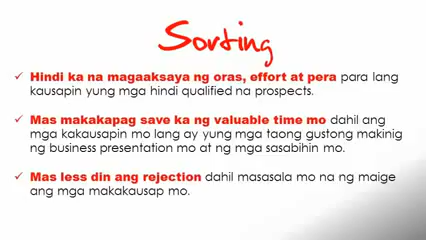 Sorting
Hindi ka na magaaksaya ng oras, effort at pera para lang
kausapin yung mga hindi qualified na prospects.
Mas makakapag save ka ng valuable time mo dahil ang
mga kakausapin mo lang ay yung mga taong gustong makinig
ng business presentation mo at ng mga sasabihin mo.
Mas less din ang rejection dahil masasala mo na ng maige
ang mga makakausap mo.